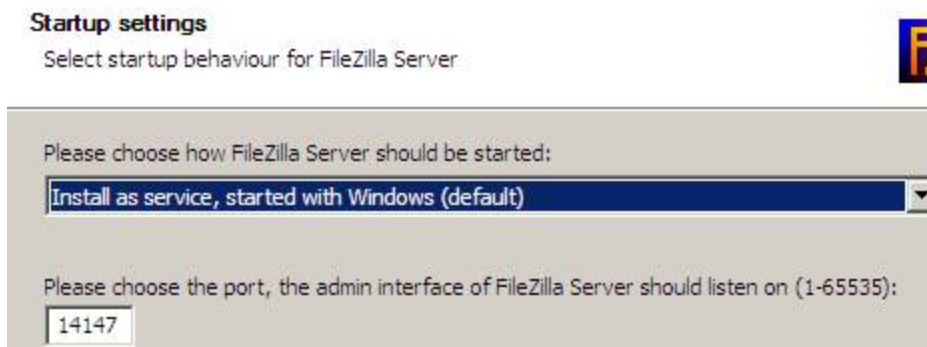 Startup settings
Select startup behaviour for FileZilla Server
Please choose how FileZilla Server should be started:
Install as service, started with Windows (default)
Please choose the port, the admin interface of FileZilla Server should listen on (1-65535):
14147